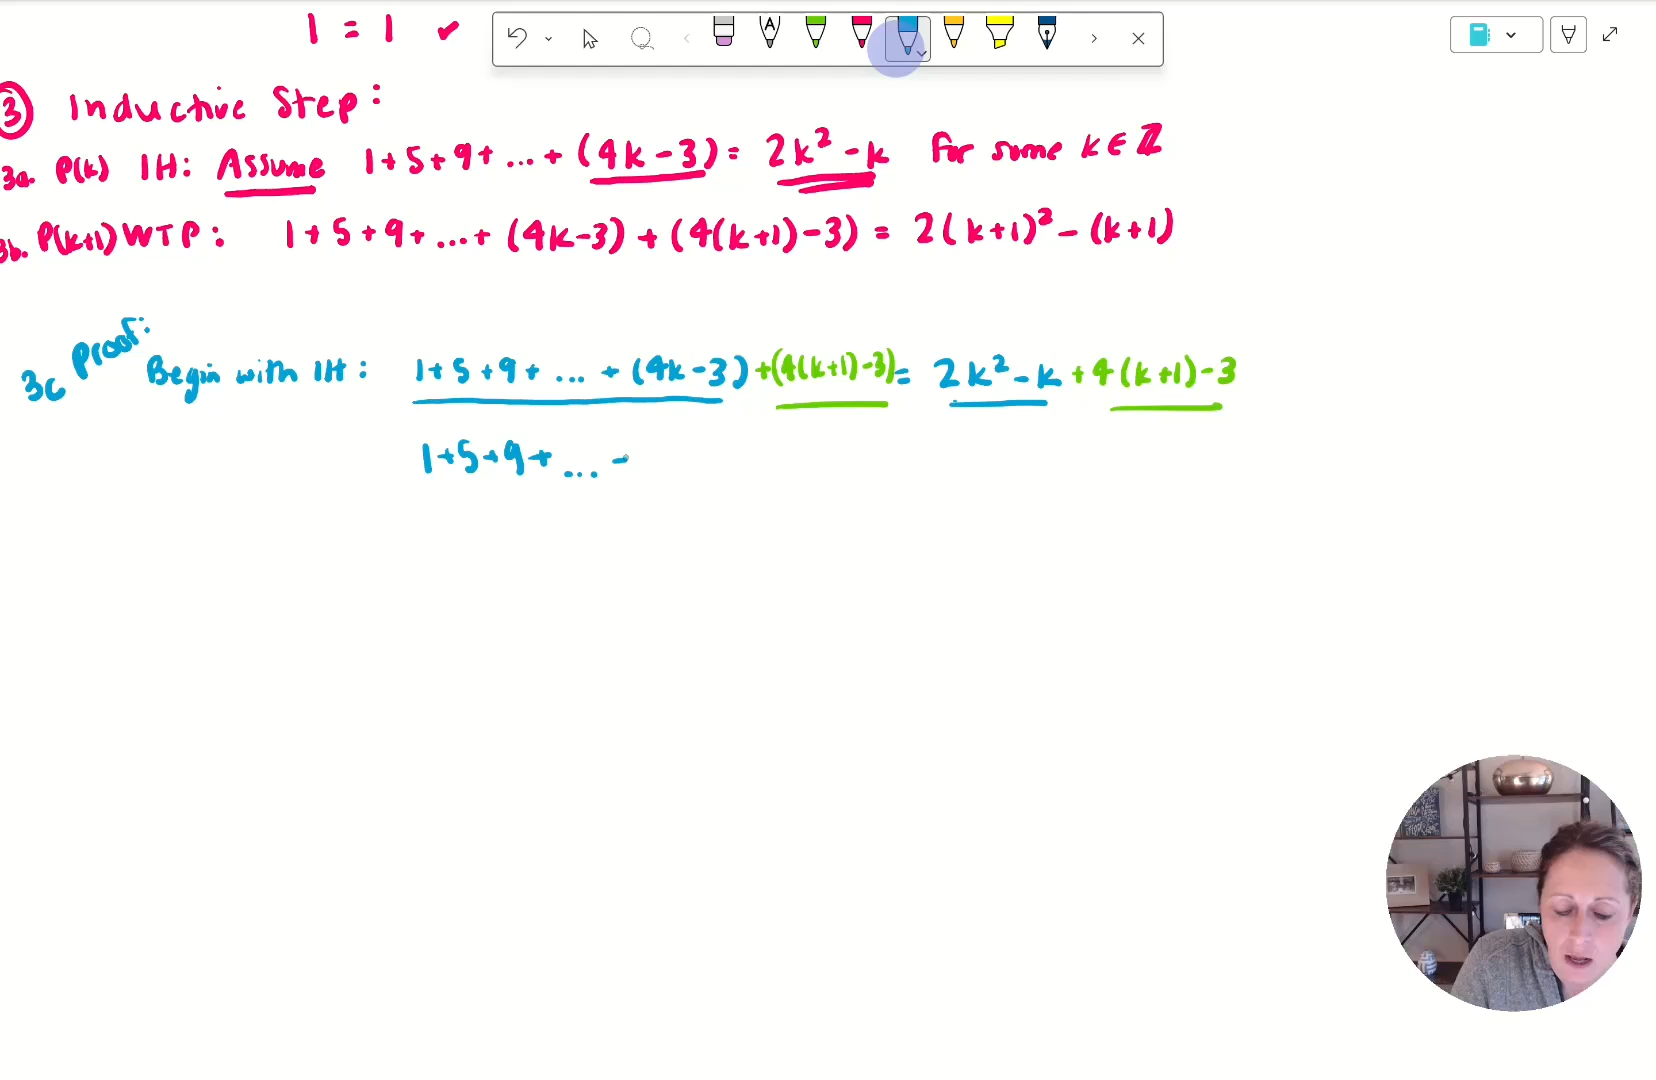 1 = 1 ✓
③ Inductive Step:
3a. P(k) IH: Assume 1+5+9+...+(4k-3) = 2k²-k for some k∈ℤ
3b. P(k+1) WTP: 1+5+9+...+(4k-3)+(4(k+1)-3) = 2(k+1)²-(k+1)
3c Proof:
Begin with IH: 1+5+9+...+(4k-3)+(4(k+1)-3) = 2k²-k+4(k+1)-3
1+5+9+...-